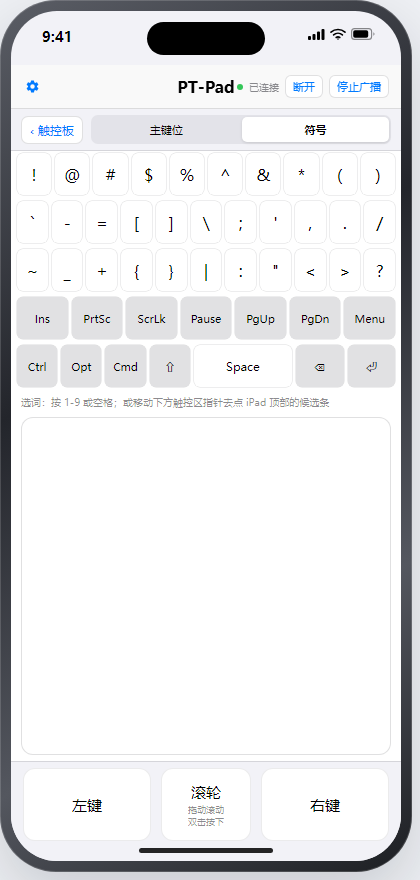 9:41
PT-Pad 已连接 断开 停止广播
‹ 触控板 主键位 符号
! @ # $ % ^ & * ( )
` - = [ ] \ ; ' , . /
~ _ + { } | : " < > ?
Ins PrtSc ScrLk Pause PgUp PgDn Menu
Ctrl Opt Cmd ⇧ Space ⌫ ⏎
选词：按 1-9 或空格；或移动下方触控区指针去点 iPad 顶部的候选条
左键 滚轮 右键
拖动滚动
双击按下